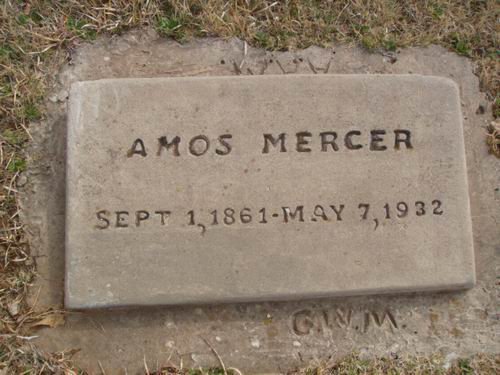 AMOS MERCER
SEPT 1, 1861-MAY 7, 1932
G.W.M.